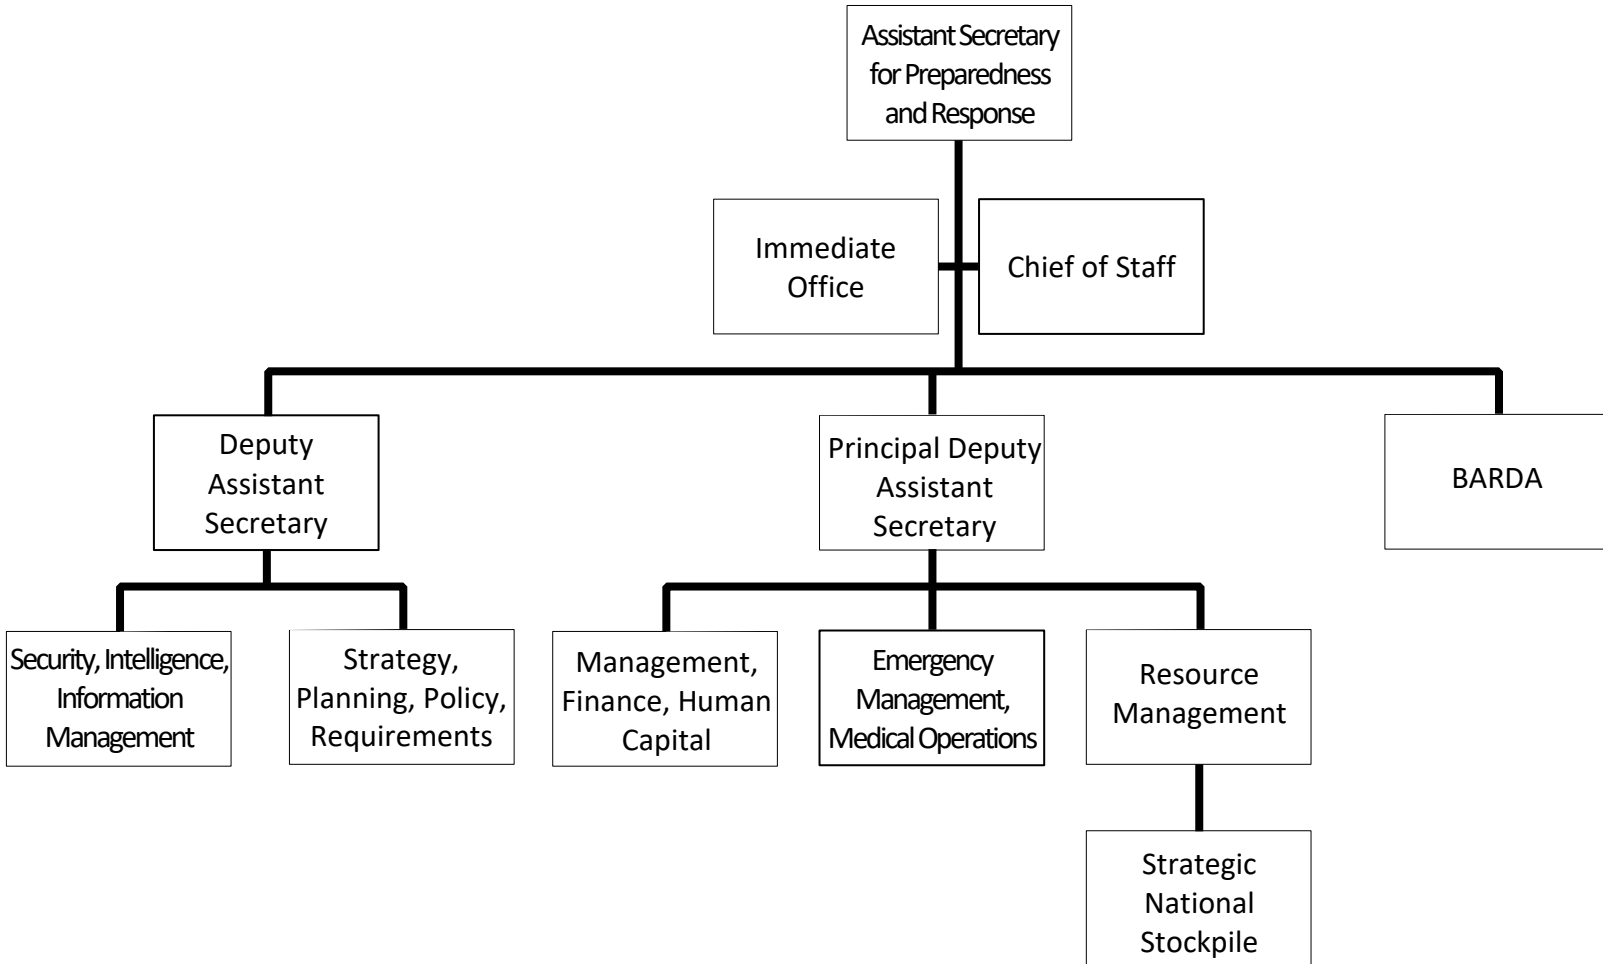 Assistant Secretary
for Preparedness
and Response
Immediate
Office
Chief of Staff
Deputy
Assistant
Secretary
Principal Deputy
Assistant
Secretary
BARDA
Security, Intelligence,
Information
Management
Strategy,
Planning, Policy,
Requirements
Management,
Finance, Human
Capital
Emergency
Management,
Medical Operations
Resource
Management
Strategic
National
Stockpile